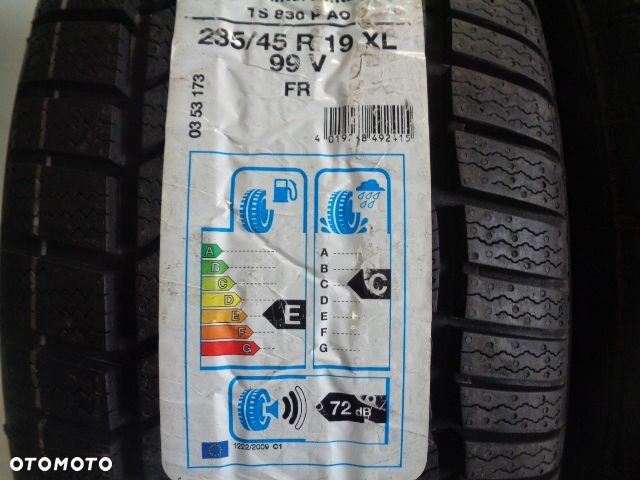 TS 830 P AO
235/45 R 19 XL
99 V
FR
03 53 173
4 019
492415
A
B
C
D
E
F
G
E
A
B
C
D
E
F
G
C
72 dB
1222/2009 C1
OTOMOTO